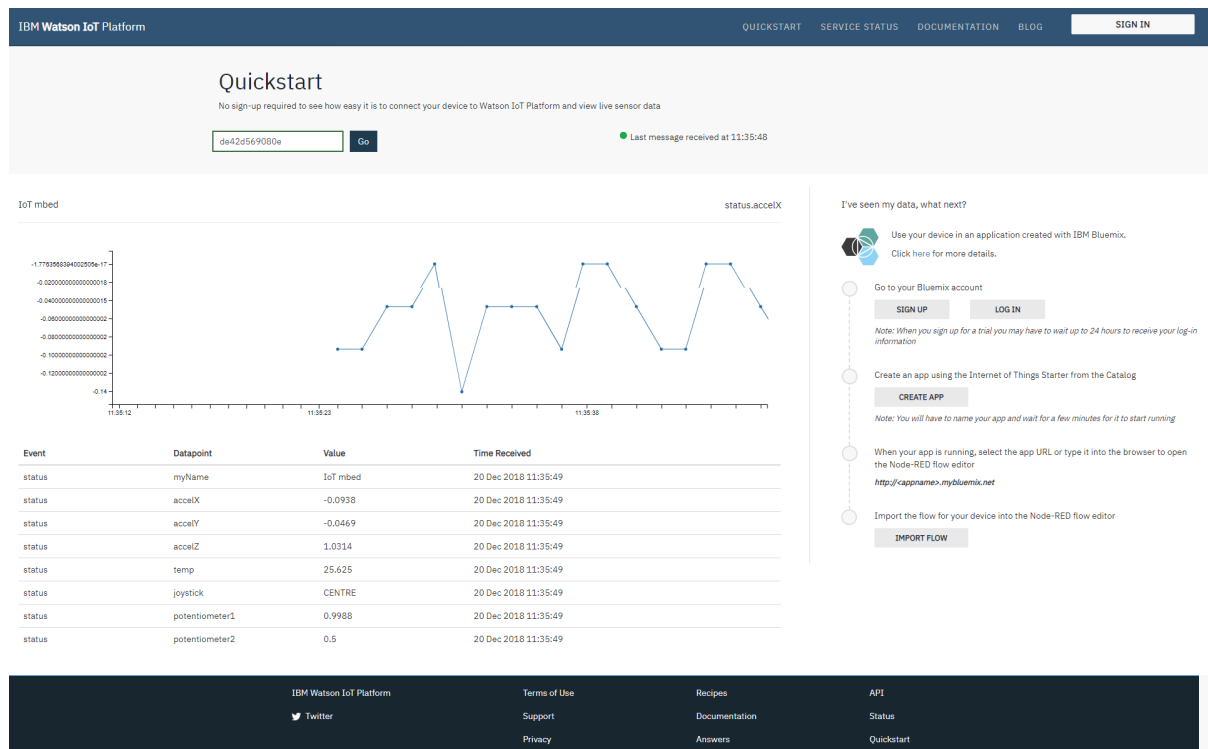 IBM Watson IoT Platform QUICKSTART SERVICE STATUS DOCUMENTATION BLOG SIGN IN
Quickstart
No sign-up required to see how easy it is to connect your device to Watson IoT Platform and view live sensor data
de42d569080e Go Last message received at 11:35:48
IoT mbed status.accelX
-1.7763568394002505e-17
-0.02000000000000018
-0.04000000000000015
-0.06000000000000002
-0.08000000000000002
-0.10000000000000002
-0.12000000000000002
-0.14
11:35:12 11:35:23 11:35:38
Event Datapoint Value Time Received
status myName IoT mbed 20 Dec 2018 11:35:49
status accelX -0.0938 20 Dec 2018 11:35:49
status accelY -0.0469 20 Dec 2018 11:35:49
status accelZ 1.0314 20 Dec 2018 11:35:49
status temp 25.625 20 Dec 2018 11:35:49
status joystick CENTRE 20 Dec 2018 11:35:49
status potentiometer1 0.9988 20 Dec 2018 11:35:49
status potentiometer2 0.5 20 Dec 2018 11:35:49
I've seen my data, what next?
Use your device in an application created with IBM Bluemix.
Click here for more details.
Go to your Bluemix account
SIGN UP LOG IN
Note: When you sign up for a trial you may have to wait up to 24 hours to receive your log-in
information
Create an app using the Internet of Things Starter from the Catalog
CREATE APP
Note: You will have to name your app and wait for a few minutes for it to start running
When your app is running, select the app URL or type it into the browser to open
the Node-RED flow editor
http://<appname>.mybluemix.net
Import the flow for your device into the Node-RED flow editor
IMPORT FLOW
IBM Watson IoT Platform Terms of Use Recipes API
Twitter Support Documentation Status
Privacy Answers Quickstart